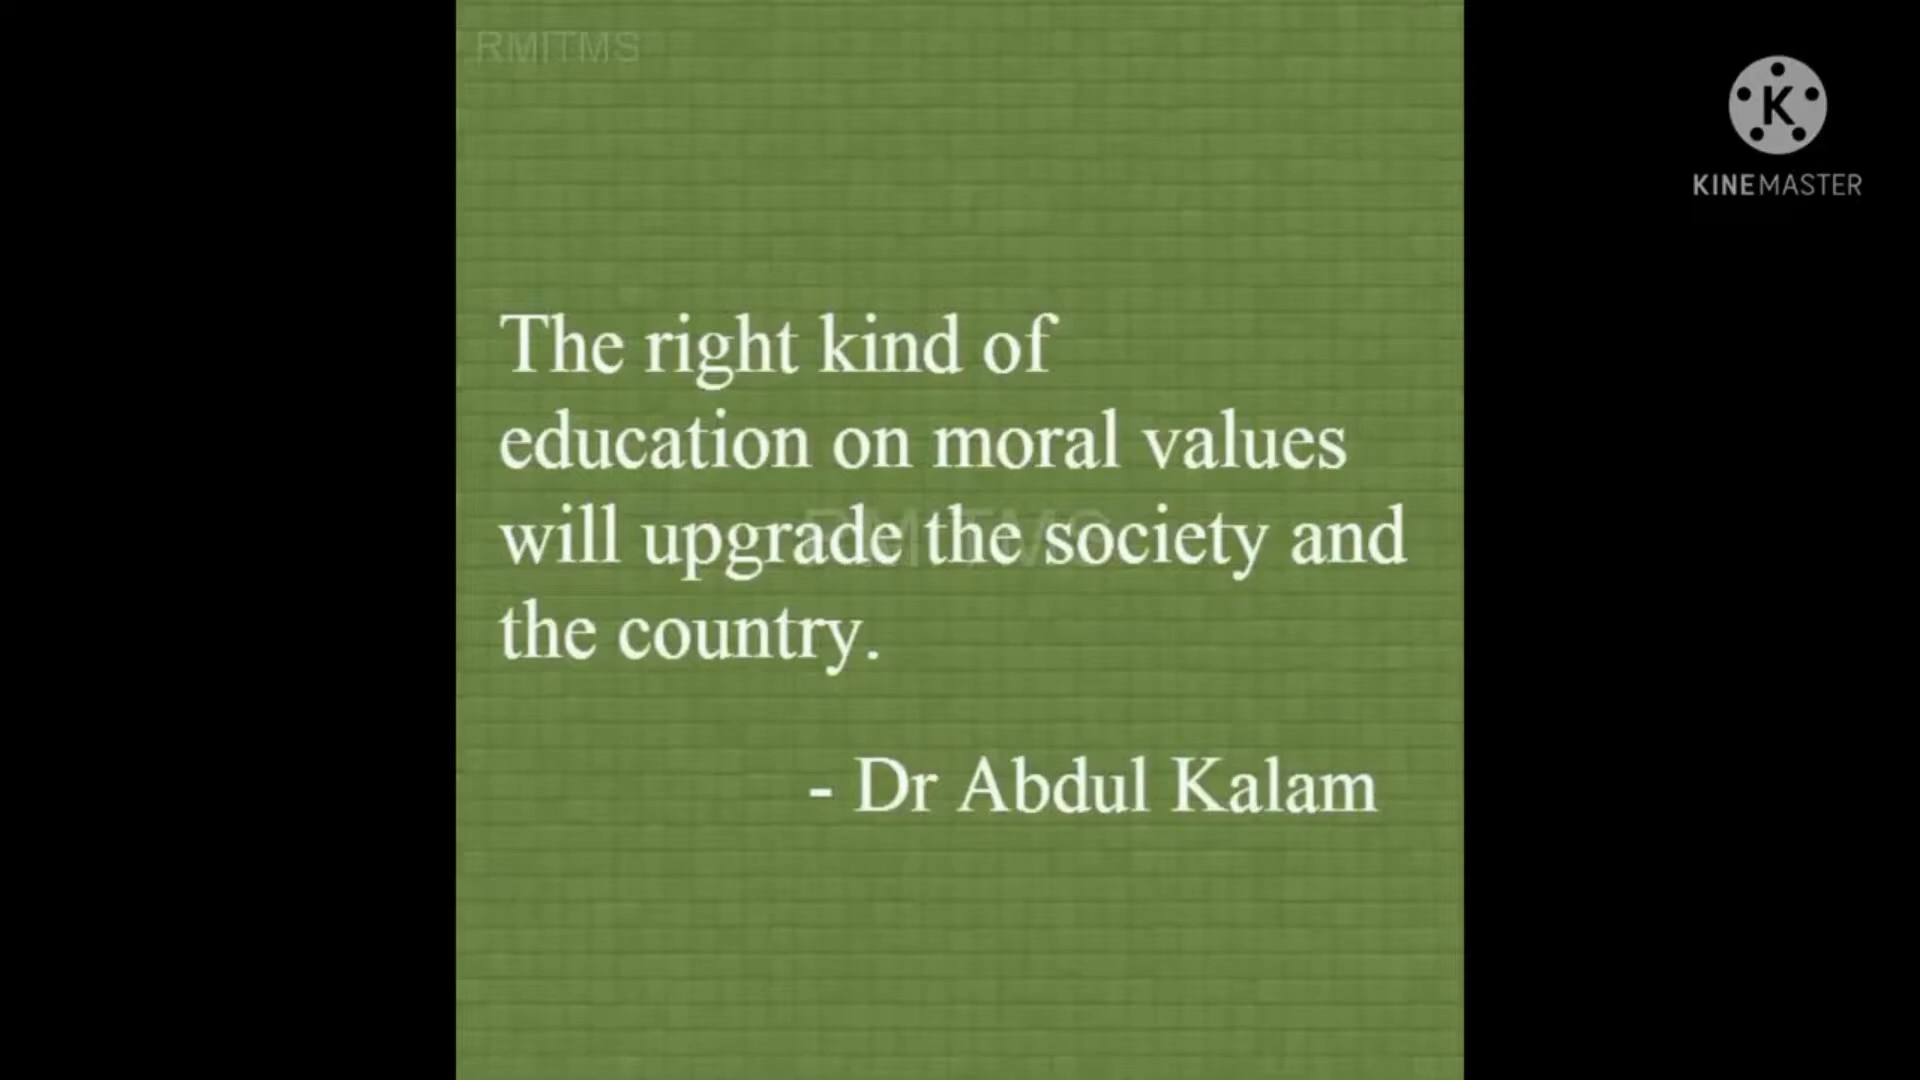 RMITMS
KINEMASTER
The right kind of
education on moral values
will upgrade the society and
the country.
RMITMS
- Dr Abdul Kalam